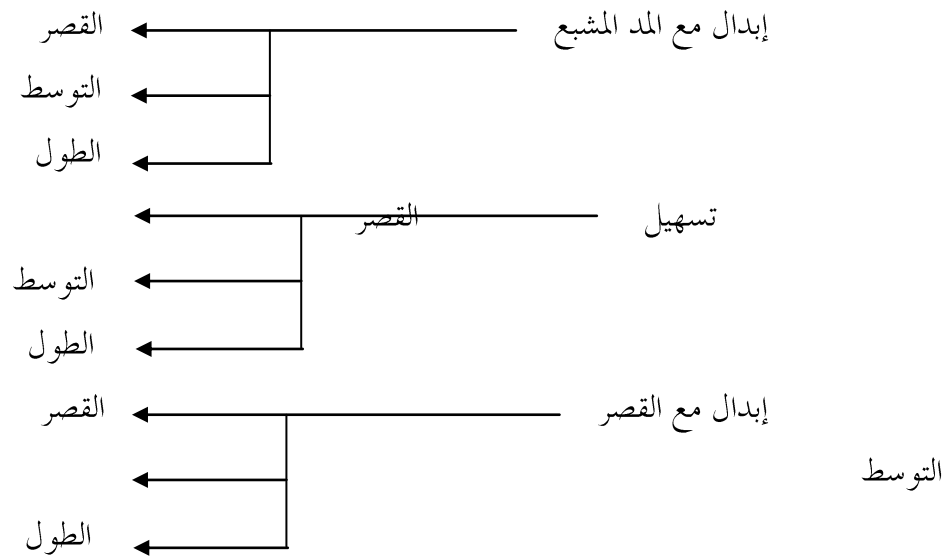 إبدال مع المد المشبع القصر
التوسط
الطول
تسهيل القصر
التوسط
الطول
إبدال مع القصر القصر
التوسط
الطول